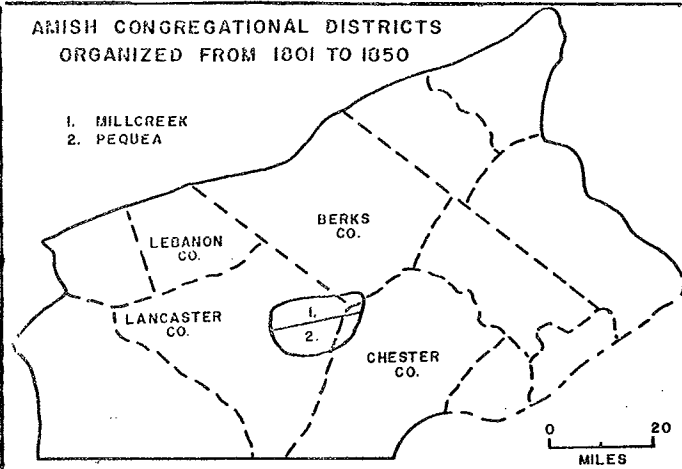 AMISH CONGREGATIONAL DISTRICTS
ORGANIZED FROM 1801 TO 1850
1. MILLCREEK
2. PEQUEA
BERKS
CO.
LEBANON
CO.
LANCASTER
CO.
1.
2.
CHESTER
CO.
0 20
MILES